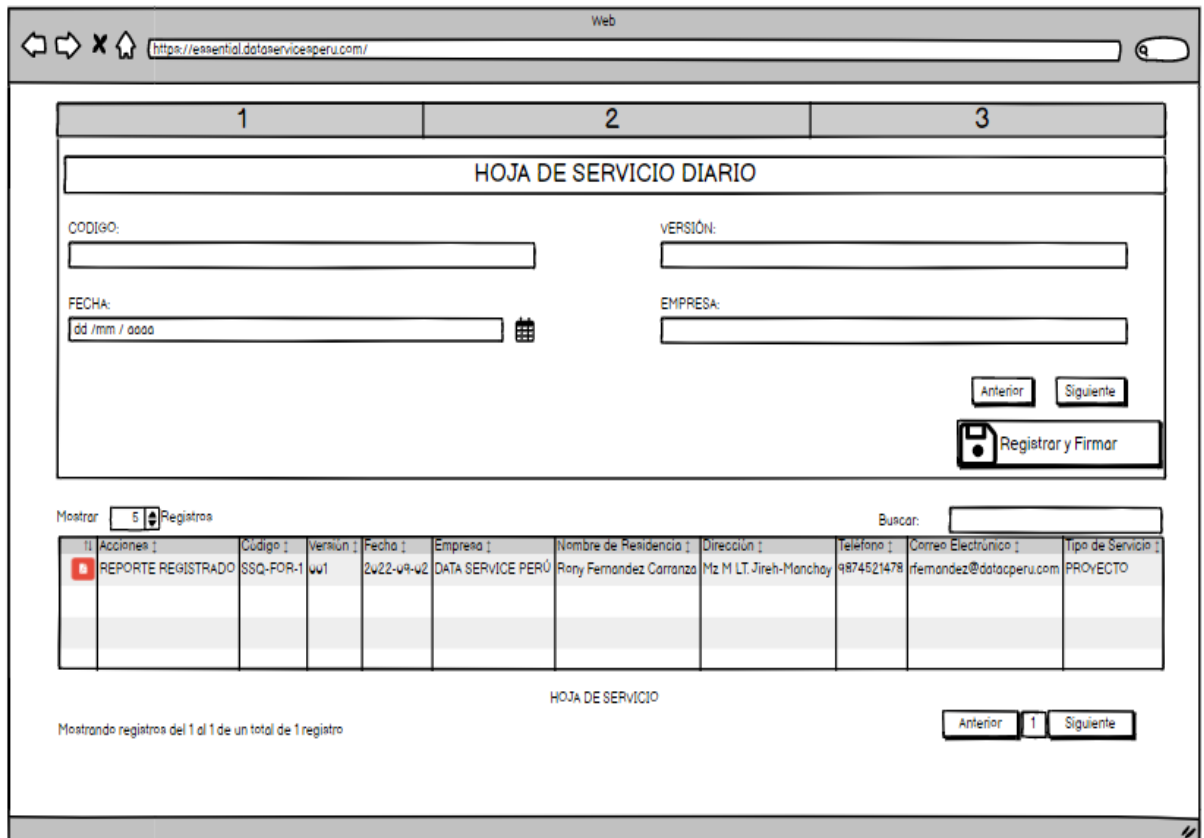 Web
https://essential.dataservicesperu.com/
1 2 3
HOJA DE SERVICIO DIARIO
CODIGO: VERSIÓN:
FECHA: EMPRESA:
dd /mm / aaaa
Anterior Siguiente
Registrar y Firmar
Mostrar 5 Registros Buscar:
Acciones Código Versión Fecha Empresa Nombre de Residencia Dirección Teléfono Correo Electrónico Tipo de Servicio
REPORTE REGISTRADO SSQ-FOR-1 001 2022-09-02 DATA SERVICE PERÚ Rony Fernandez Carranza Mz M LT. Jireh-Manchay 9874521478 rfernandez@datacperu.com PROYECTO
HOJA DE SERVICIO
Mostrando registros del 1 al 1 de un total de 1 registro
Anterior 1 Siguiente